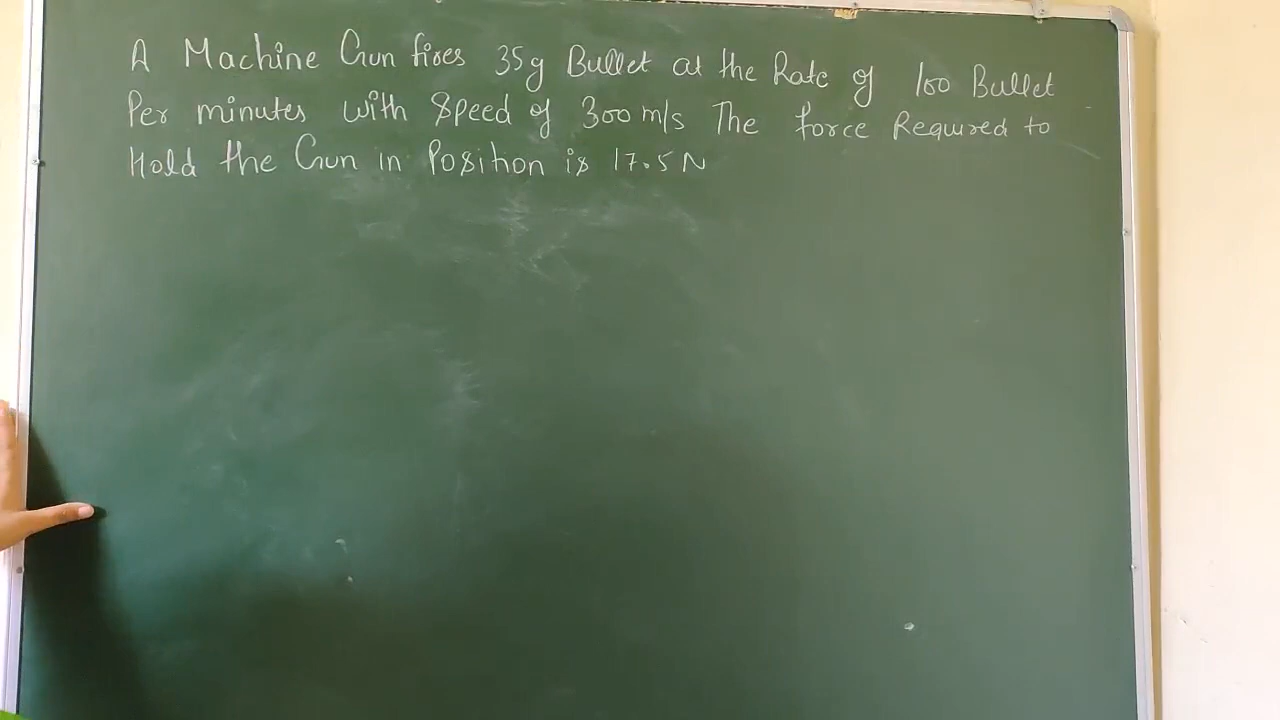 A Machine Gun fires 35g Bullet at the Rate of 100 Bullet
Per minutes with Speed of 300 m/s The force Required to
Hold the Gun in Position is 17.5 N